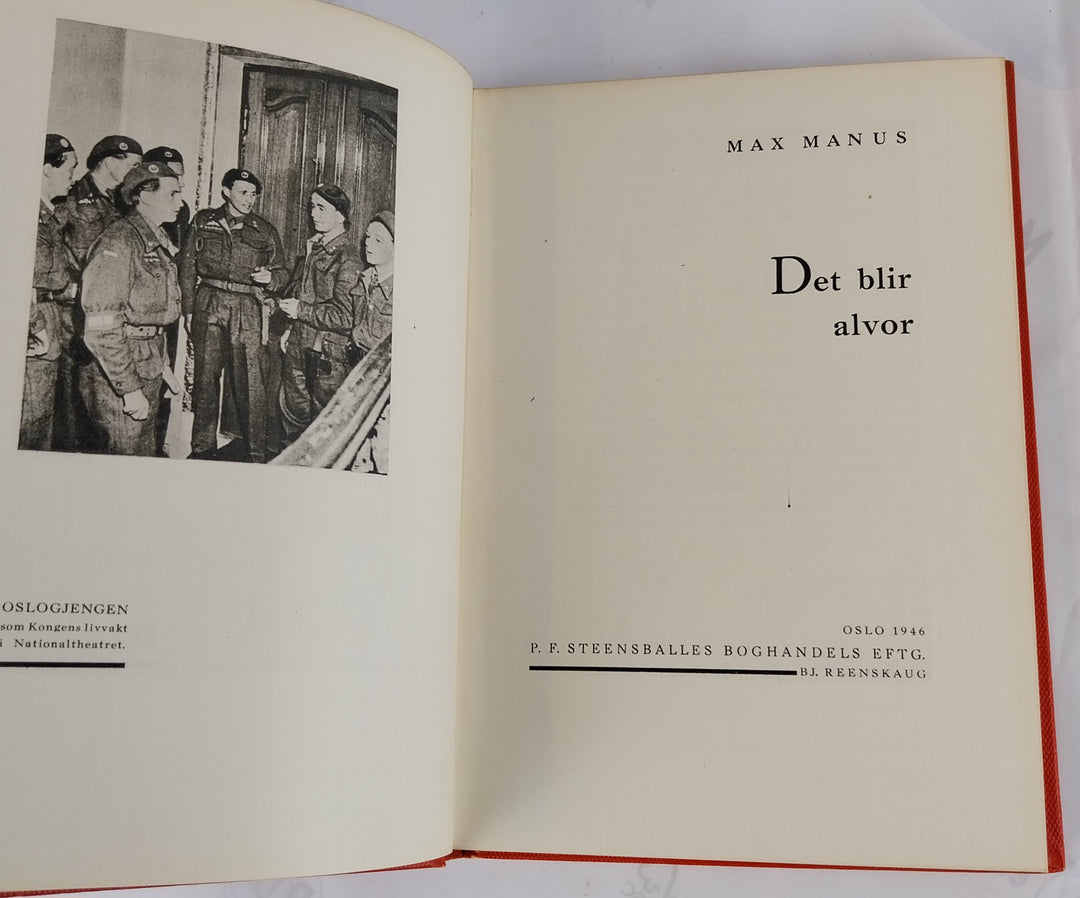 OSLOGJENGEN
som Kongens livvakt
i Nationaltheatret.
MAX MANUS
Det blir
alvor
OSLO 1946
P. F. STEENSBALLES BOGHANDELS EFTG.
BJ. REENSKAUG